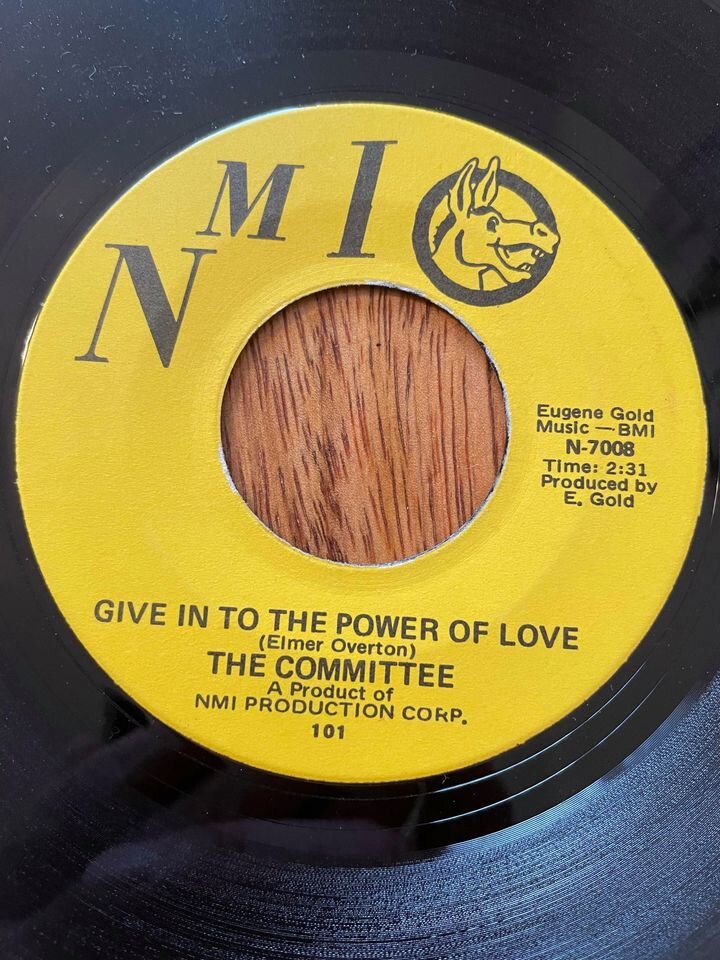 NMI
Eugene Gold
Music — BMI
N-7008
Time: 2:31
Produced by
E. Gold
GIVE IN TO THE POWER OF LOVE
(Elmer Overton)
THE COMMITTEE
A Product of
NMI PRODUCTION CORP.
101